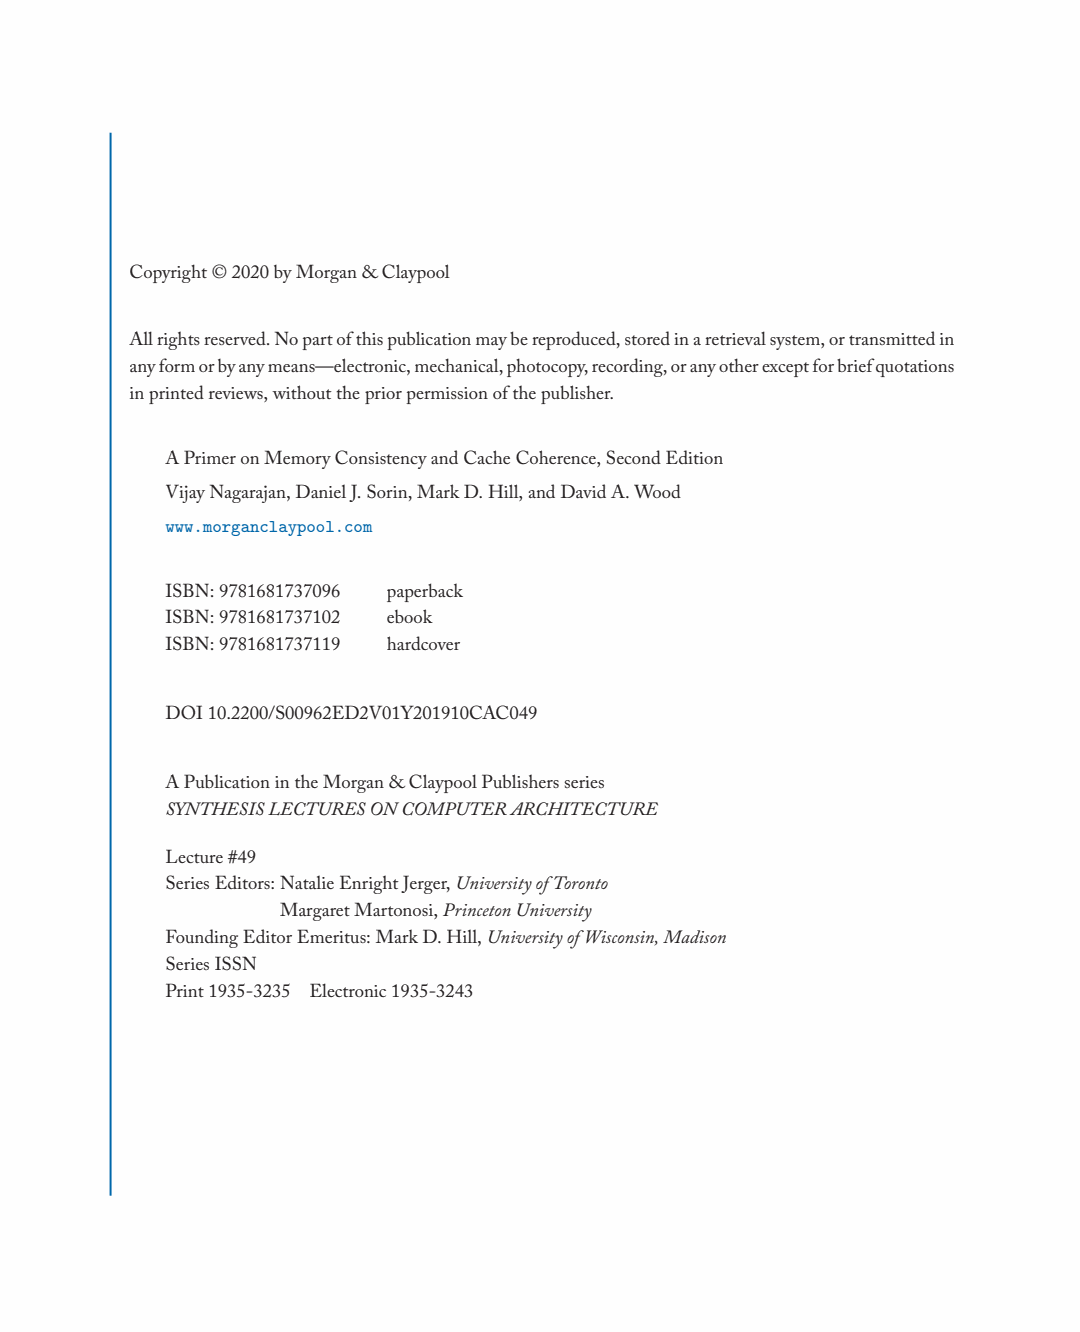 Copyright © 2020 by Morgan & Claypool
All rights reserved. No part of this publication may be reproduced, stored in a retrieval system, or transmitted in
any form or by any means—electronic, mechanical, photocopy, recording, or any other except for brief quotations
in printed reviews, without the prior permission of the publisher.
A Primer on Memory Consistency and Cache Coherence, Second Edition
Vijay Nagarajan, Daniel J. Sorin, Mark D. Hill, and David A. Wood
www.morganclaypool.com
ISBN: 9781681737096 paperback
ISBN: 9781681737102 ebook
ISBN: 9781681737119 hardcover
DOI 10.2200/S00962ED2V01Y201910CAC049
A Publication in the Morgan & Claypool Publishers series
SYNTHESIS LECTURES ON COMPUTER ARCHITECTURE
Lecture #49
Series Editors: Natalie Enright Jerger, University of Toronto
Margaret Martonosi, Princeton University
Founding Editor Emeritus: Mark D. Hill, University of Wisconsin, Madison
Series ISSN
Print 1935-3235 Electronic 1935-3243